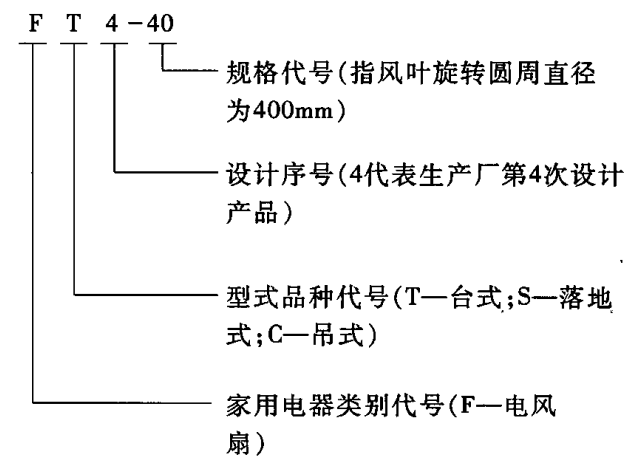 F T 4-40
规格代号(指风叶旋转圆周直径
为400mm)
设计序号(4代表生产厂第4次设计
产品)
型式品种代号(T—台式;S—落地
式;C—吊式)
家用电器类别代号(F—电风
扇)